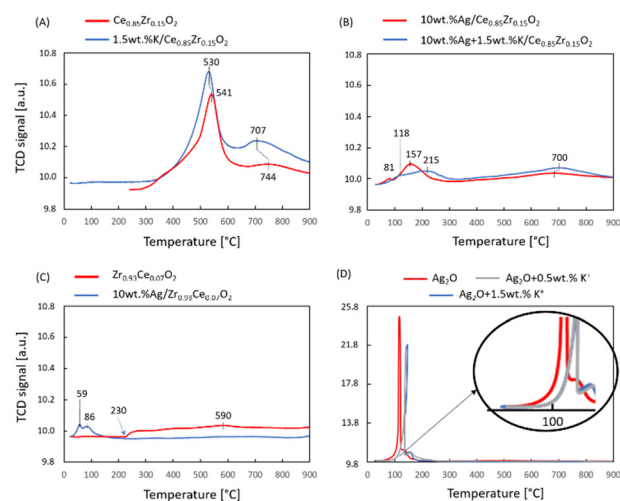 (A)
Ce₀.₈₅Zr₀.₁₅O₂
1.5wt.%K/Ce₀.₈₅Zr₀.₁₅O₂
TCD signal [a.u.]
10.8
10.6
10.4
10.2
10.0
9.8
530
541
707
744
0 100 200 300 400 500 600 700 800 900
Temperature [°C]
(B)
10wt.%Ag/Ce₀.₈₅Zr₀.₁₅O₂
10wt.%Ag+1.5wt.%K/Ce₀.₈₅Zr₀.₁₅O₂
10.8
10.6
10.4
10.2
10.0
9.8
81
118
157
215
700
0 100 200 300 400 500 600 700 800 900
Temperature [°C]
(C)
Zr₀.₉₃Ce₀.₀₇O₂
10wt.%Ag/Zr₀.₉₃Ce₀.₀₇O₂
TCD signal [a.u.]
10.8
10.6
10.4
10.2
10.0
9.8
59
86
230
590
0 100 200 300 400 500 600 700 800 900
Temperature [°C]
(D)
Ag₂O
Ag₂O+0.5wt.% K⁺
Ag₂O+1.5wt.% K⁺
25.8
21.8
17.8
13.8
9.8
100
0 100 200 300 400 500 600 700 800 900
Temperature [°C]